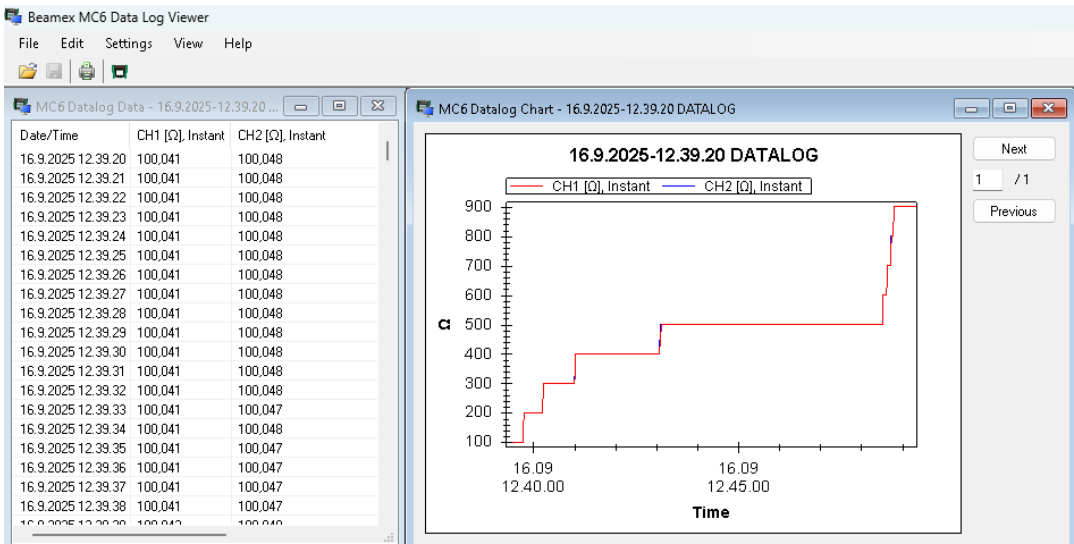 Beamex MC6 Data Log Viewer
File Edit Settings View Help
MC6 Datalog Data - 16.9.2025-12.39.20 ...
Date/Time CH1 [Ω], Instant CH2 [Ω], Instant
16.9.2025 12.39.20 100,041 100,048
16.9.2025 12.39.21 100,041 100,048
16.9.2025 12.39.22 100,041 100,048
16.9.2025 12.39.23 100,041 100,048
16.9.2025 12.39.24 100,041 100,048
16.9.2025 12.39.25 100,041 100,048
16.9.2025 12.39.26 100,041 100,048
16.9.2025 12.39.27 100,041 100,048
16.9.2025 12.39.28 100,041 100,048
16.9.2025 12.39.29 100,041 100,048
16.9.2025 12.39.30 100,041 100,048
16.9.2025 12.39.31 100,041 100,048
16.9.2025 12.39.32 100,041 100,048
16.9.2025 12.39.33 100,041 100,047
16.9.2025 12.39.34 100,041 100,048
16.9.2025 12.39.35 100,041 100,047
16.9.2025 12.39.36 100,041 100,047
16.9.2025 12.39.37 100,041 100,047
16.9.2025 12.39.38 100,041 100,047
MC6 Datalog Chart - 16.9.2025-12.39.20 DATALOG
16.9.2025-12.39.20 DATALOG
CH1 [Ω], Instant CH2 [Ω], Instant
900
800
700
600
Ω 500
400
300
200
100
16.09 16.09
12.40.00 12.45.00
Time
Next
1 / 1
Previous